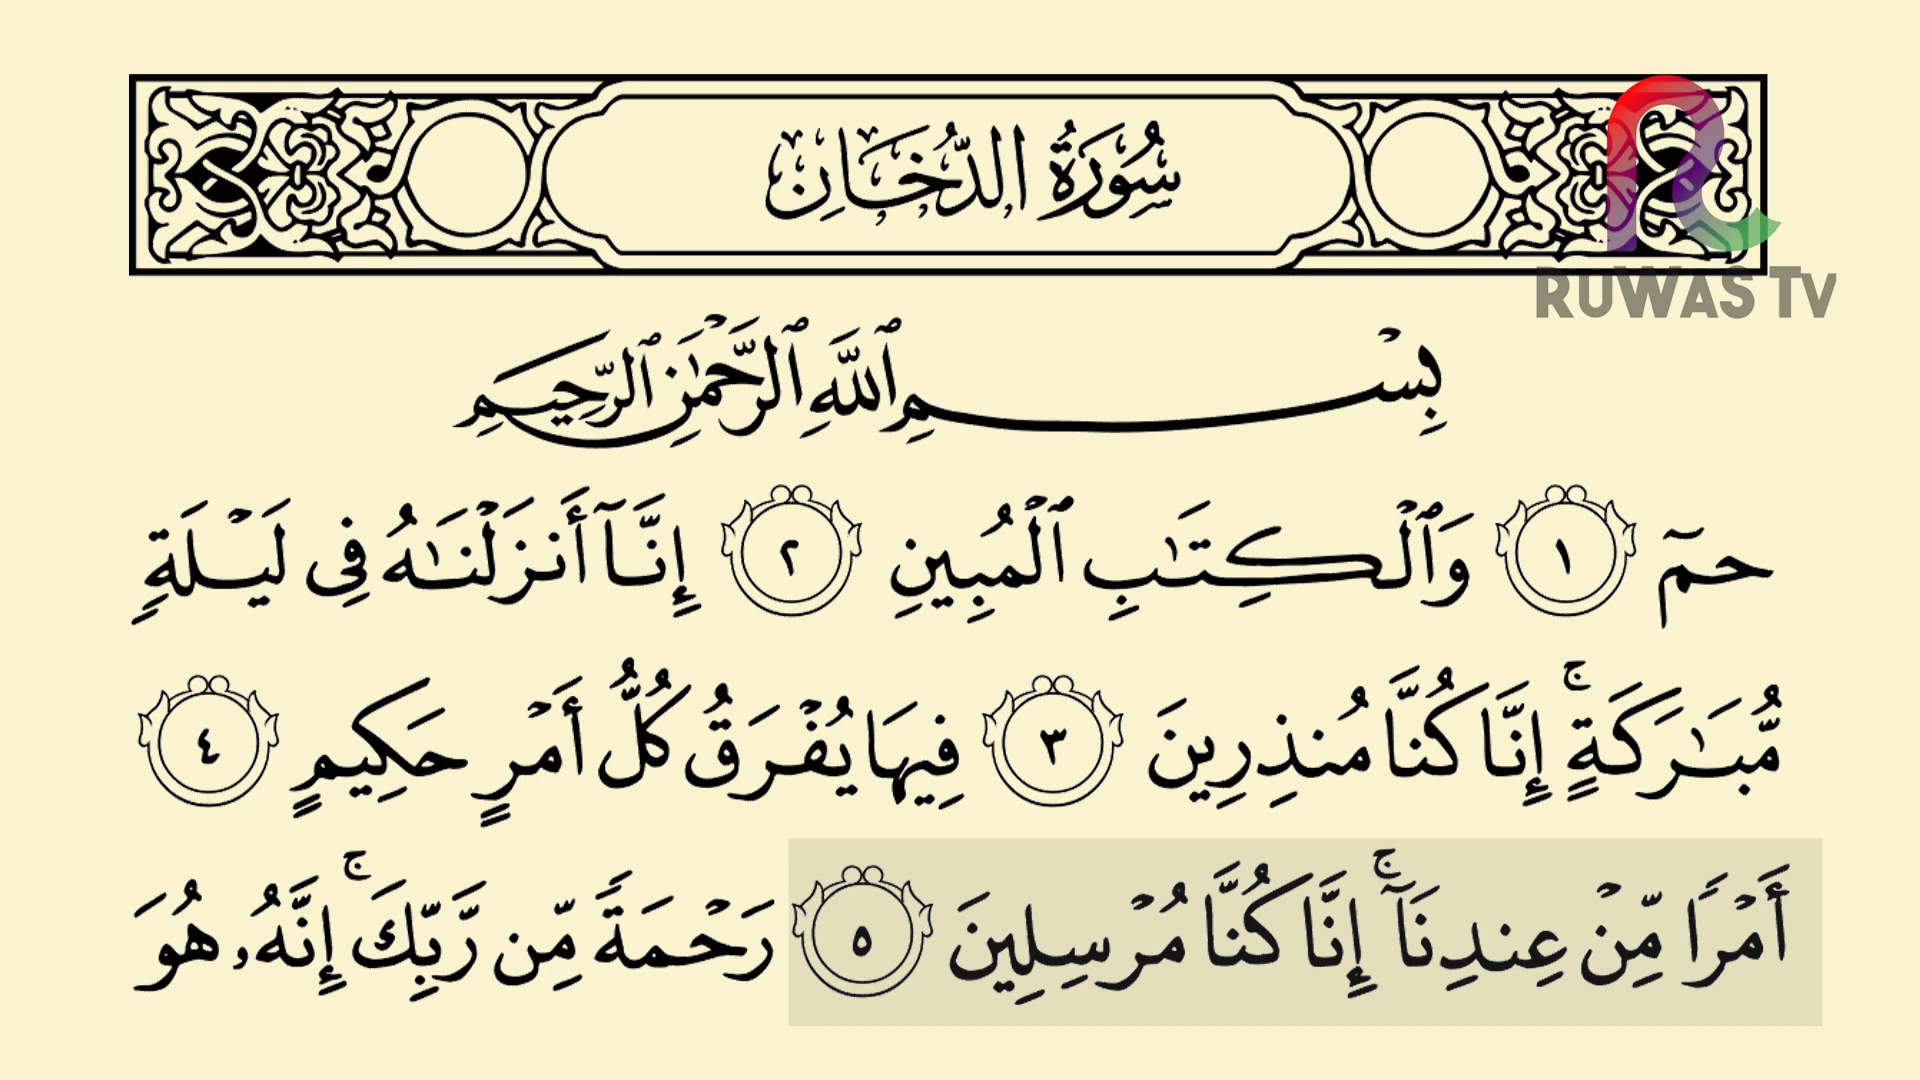 سُورَةُ الدُّخَانِ
RUWAS TV
بِسْمِ ٱللَّهِ ٱلرَّحْمَٰنِ ٱلرَّحِيمِ
حمٓ ١ وَٱلْكِتَٰبِ ٱلْمُبِينِ ٢ إِنَّآ أَنزَلْنَٰهُ فِى لَيْلَةٍ
مُّبَٰرَكَةٍ ۚ إِنَّا كُنَّا مُنذِرِينَ ٣ فِيهَا يُفْرَقُ كُلُّ أَمْرٍ حَكِيمٍ ٤
أَمْرًا مِّنْ عِندِنَآ ۚ إِنَّا كُنَّا مُرْسِلِينَ ٥ رَحْمَةً مِّن رَّبِّكَ ۚ إِنَّهُۥ هُوَ